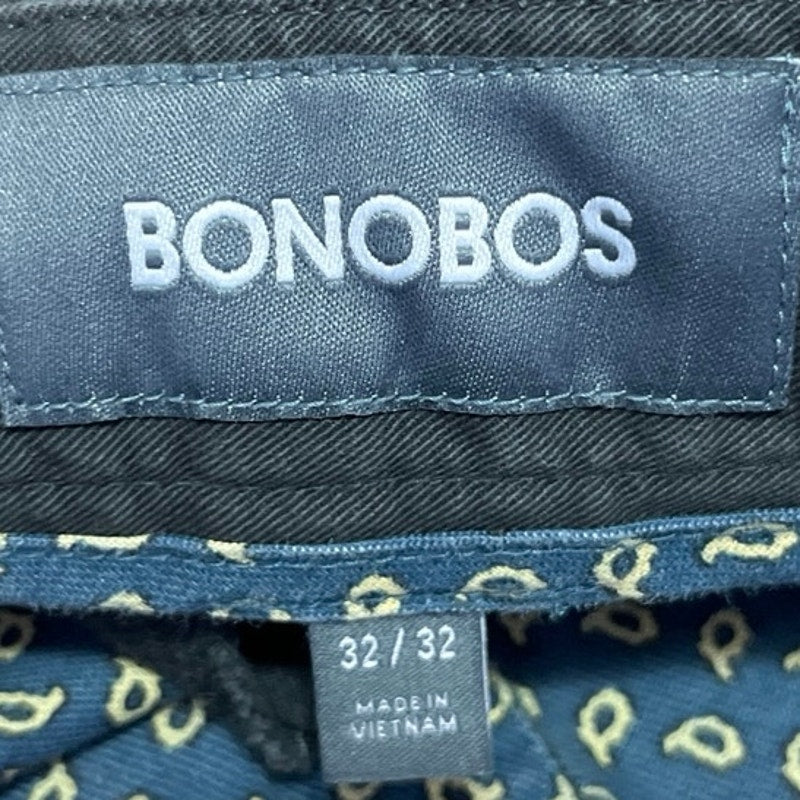 BONOBOS
32 / 32
MADE IN
VIETNAM